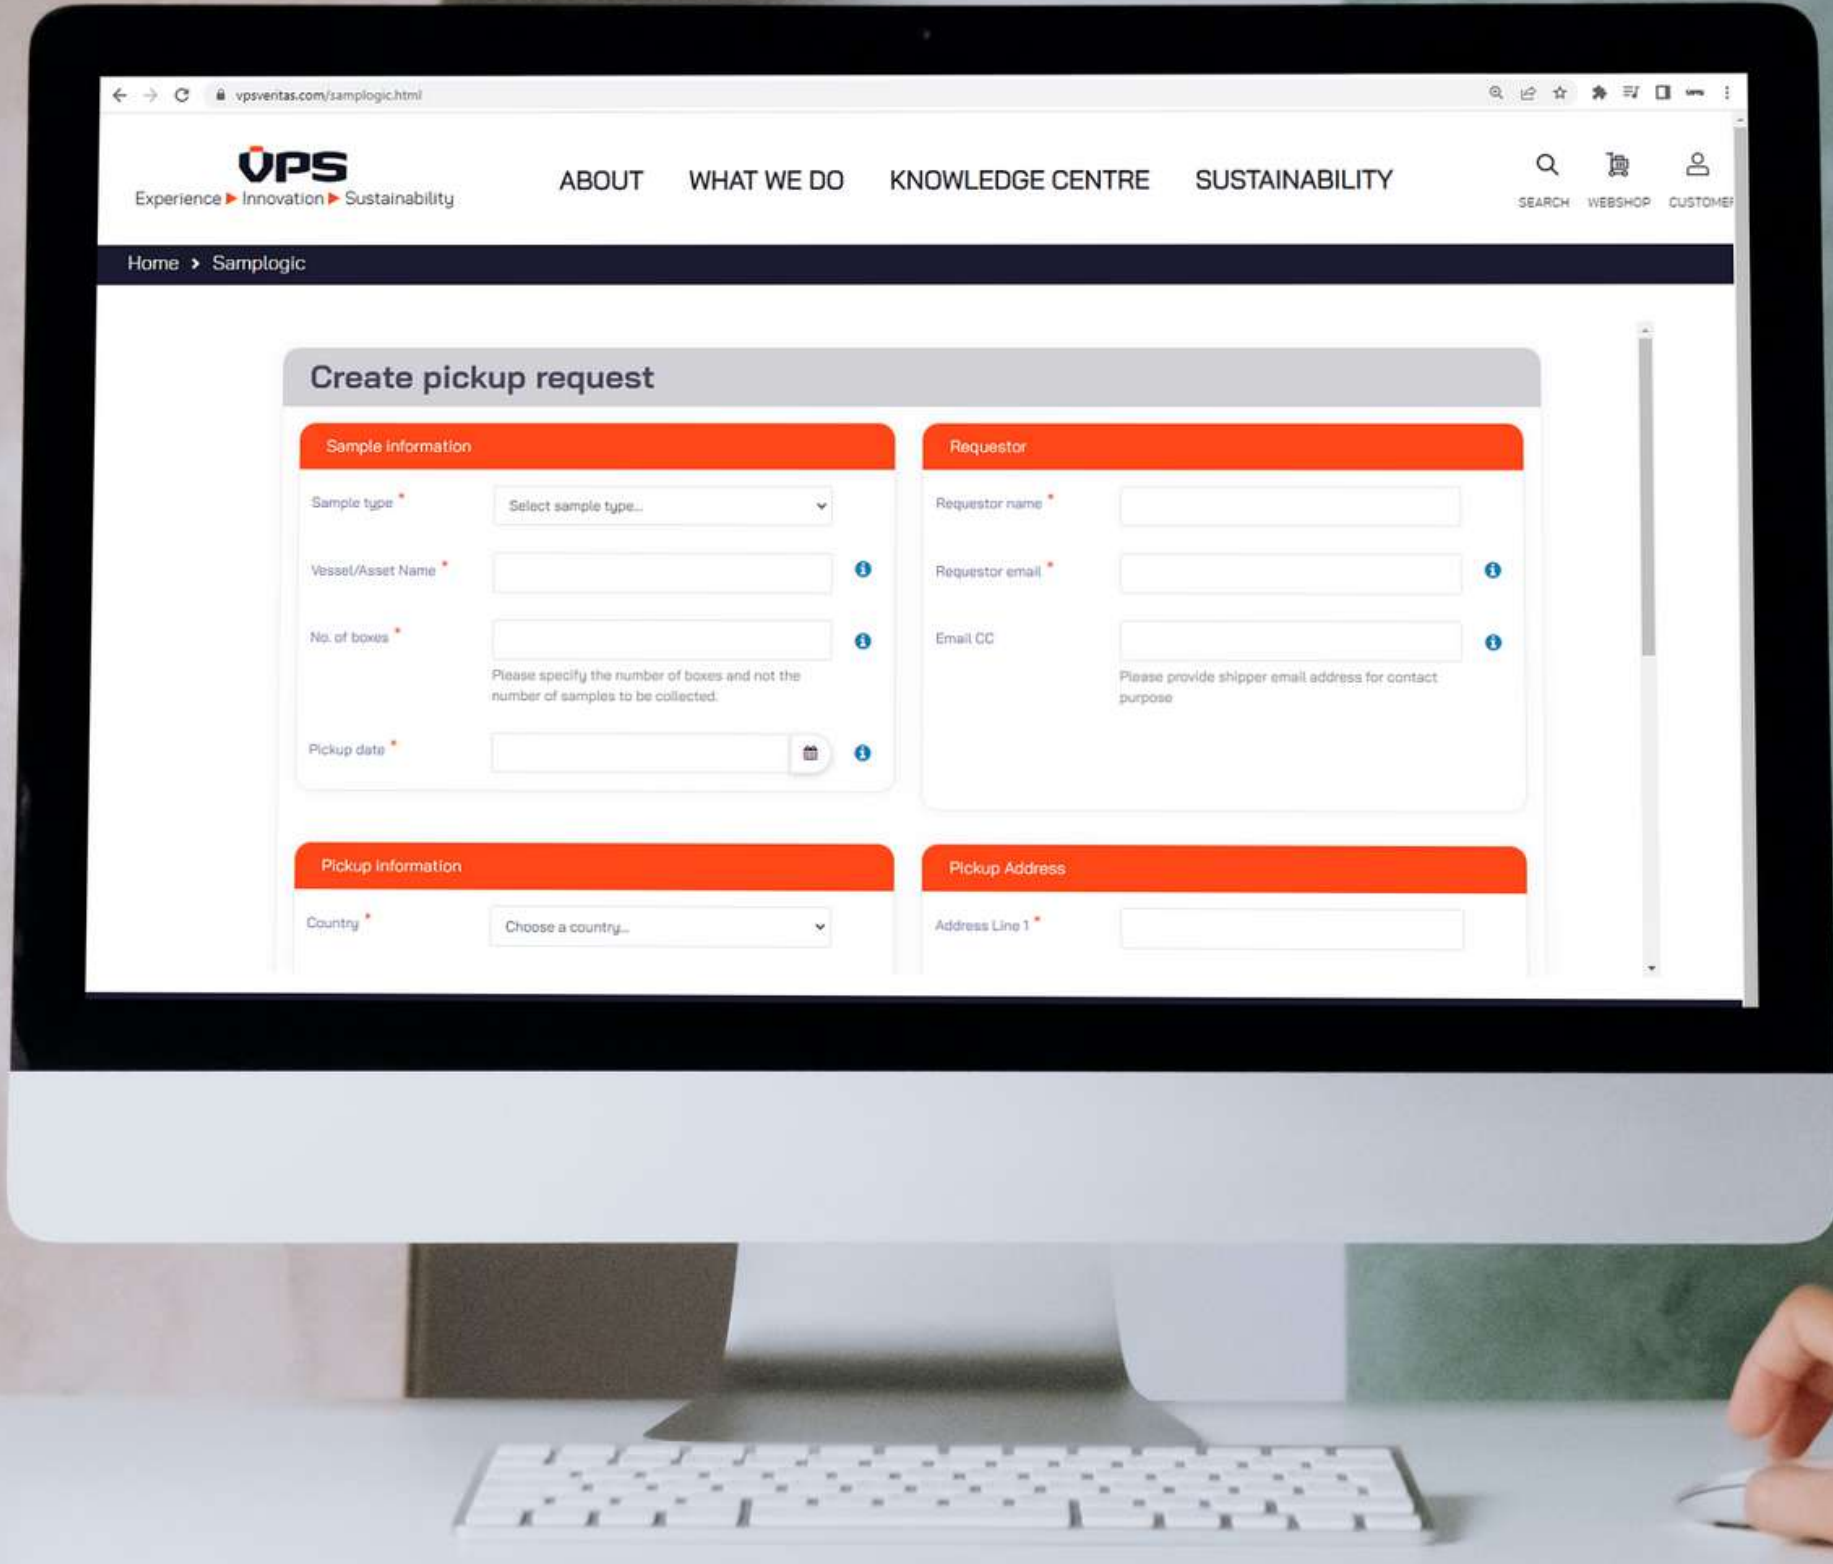 vpsveritas.com/samplogic.html
VPS
Experience Innovation Sustainability
ABOUT WHAT WE DO KNOWLEDGE CENTRE SUSTAINABILITY
SEARCH WEBSHOP CUSTOMER
Home > Samplogic
Create pickup request
Sample information
Sample type *
Select sample type...
Vessel/Asset Name *
No. of boxes *
Please specify the number of boxes and not the
number of samples to be collected.
Pickup date *
Requestor
Requestor name *
Requestor email *
Email CC
Please provide shipper email address for contact
purpose
Pickup information
Country *
Choose a country...
Pickup Address
Address Line 1 *